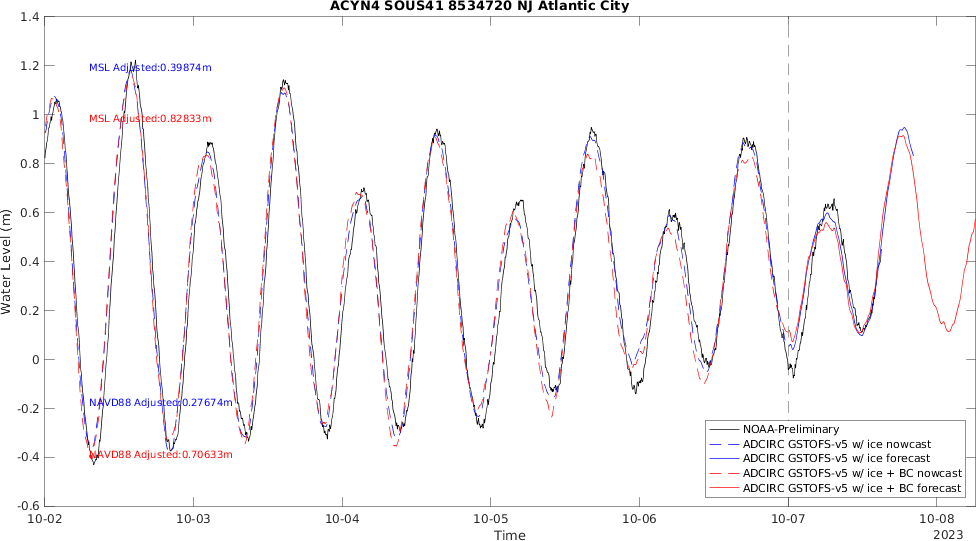 ACYN4 SOUS41 8534720 NJ Atlantic City
1.4
1.2
1
0.8
0.6
0.4
0.2
0
-0.2
-0.4
-0.6
Water Level (m)
MSL Adjusted:0.39874m
MSL Adjusted:0.82833m
NAVD88 Adjusted:0.27674m
NAVD88 Adjusted:0.70633m
NOAA-Preliminary
ADCIRC GSTOFS-v5 w/ ice nowcast
ADCIRC GSTOFS-v5 w/ ice forecast
ADCIRC GSTOFS-v5 w/ ice + BC nowcast
ADCIRC GSTOFS-v5 w/ ice + BC forecast
10-02 10-03 10-04 10-05 10-06 10-07 10-08
Time
2023